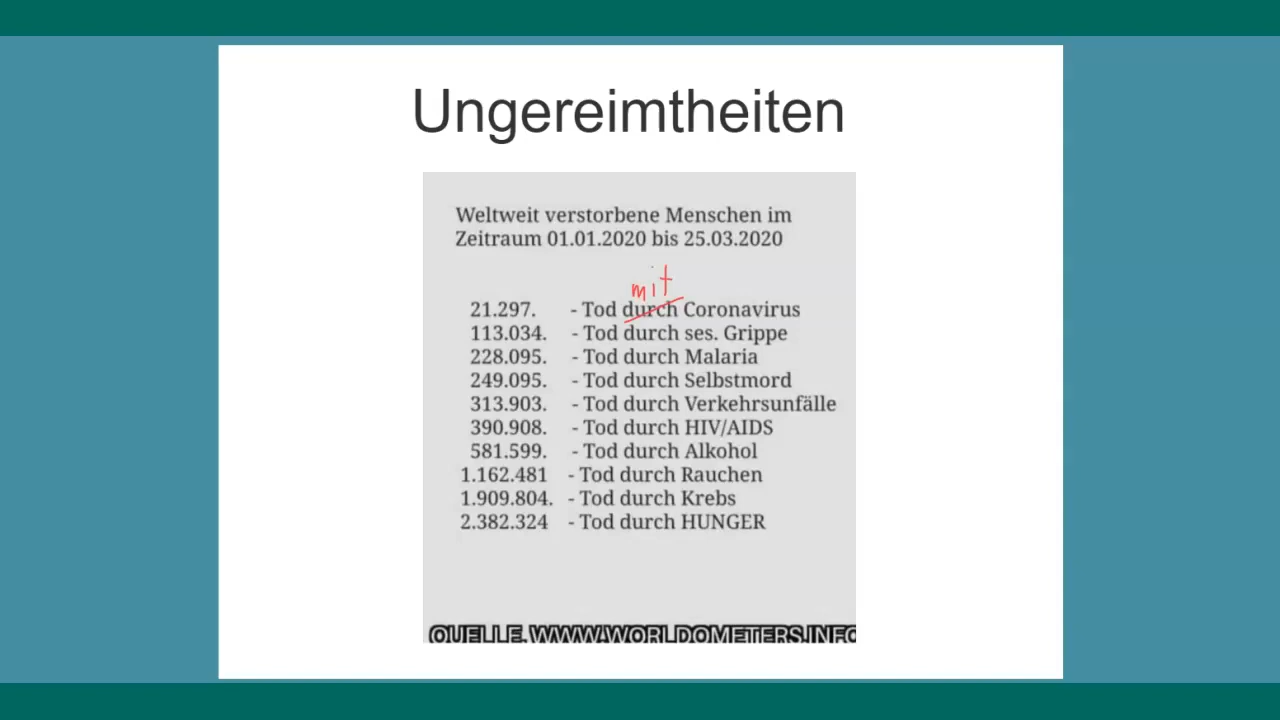 Ungereimtheiten
Weltweit verstorbene Menschen im
Zeitraum 01.01.2020 bis 25.03.2020
mit
21.297. - Tod durch Coronavirus
113.034. - Tod durch ses. Grippe
228.095. - Tod durch Malaria
249.095. - Tod durch Selbstmord
313.903. - Tod durch Verkehrsunfälle
390.908. - Tod durch HIV/AIDS
581.599. - Tod durch Alkohol
1.162.481 - Tod durch Rauchen
1.909.804. - Tod durch Krebs
2.382.324 - Tod durch HUNGER
QUELLE. WWW.WORLDOMETERS.INFO